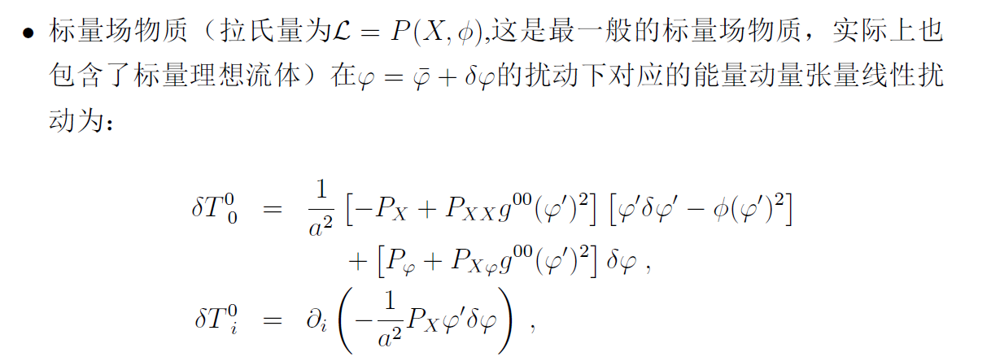 • 标量场物质（拉氏量为$\mathcal{L} = P(X, \phi)$,这是最一般的标量场物质，实际上也
包含了标量理想流体）在$\varphi = \bar{\varphi} + \delta\varphi$的扰动下对应的能量动量张量线性扰
动为：
$\delta T^0_{\ 0} = \frac{1}{a^2} \left[-P_X + P_{XX} g^{00} (\varphi')^2\right] \left[\varphi' \delta\varphi' - \phi (\varphi')^2\right]$
$+ \left[P_\varphi + P_{X\varphi} g^{00} (\varphi')^2\right] \delta\varphi \ ,$
$\delta T^0_{\ i} = \partial_i \left(-\frac{1}{a^2} P_X \varphi' \delta\varphi\right) \ ,$